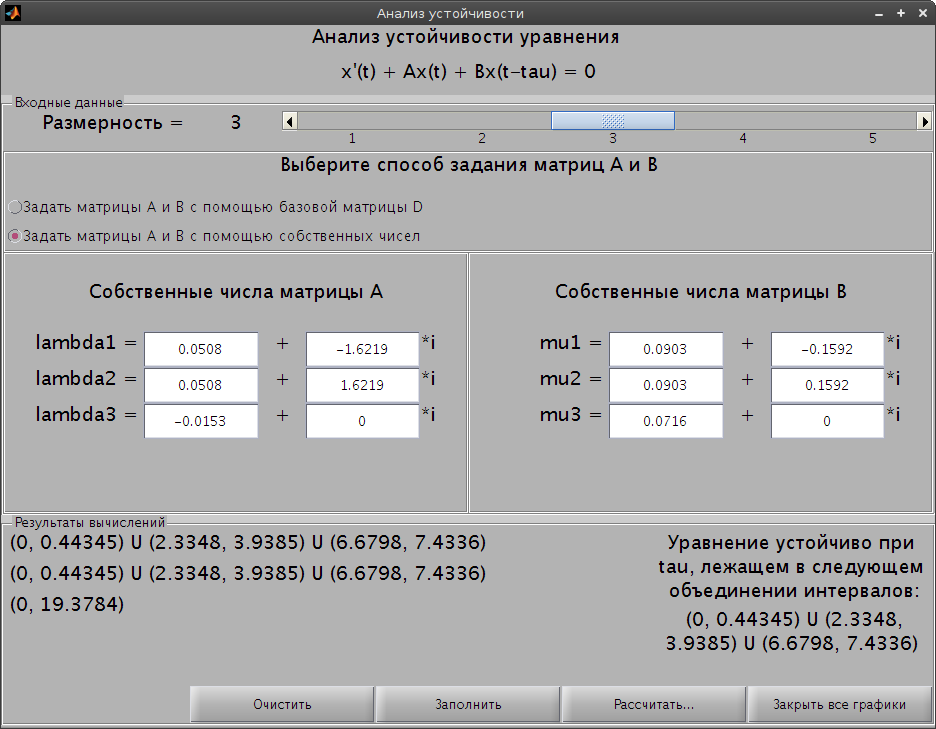 Анализ устойчивости
Анализ устойчивости уравнения
x'(t) + Ax(t) + Bx(t-tau) = 0
Входные данные
Размерность = 3
1 2 3 4 5
Выберите способ задания матриц A и B
Задать матрицы A и B с помощью базовой матрицы D
Задать матрицы A и B с помощью собственных чисел
Собственные числа матрицы A
lambda1 = 0.0508 + -1.6219 *i
lambda2 = 0.0508 + 1.6219 *i
lambda3 = -0.0153 + 0 *i
Собственные числа матрицы B
mu1 = 0.0903 + -0.1592 *i
mu2 = 0.0903 + 0.1592 *i
mu3 = 0.0716 + 0 *i
Результаты вычислений
(0, 0.44345) U (2.3348, 3.9385) U (6.6798, 7.4336)
(0, 0.44345) U (2.3348, 3.9385) U (6.6798, 7.4336)
(0, 19.3784)
Уравнение устойчиво при
tau, лежащем в следующем
объединении интервалов:
(0, 0.44345) U (2.3348,
3.9385) U (6.6798, 7.4336)
Очистить
Заполнить
Рассчитать...
Закрыть все графики